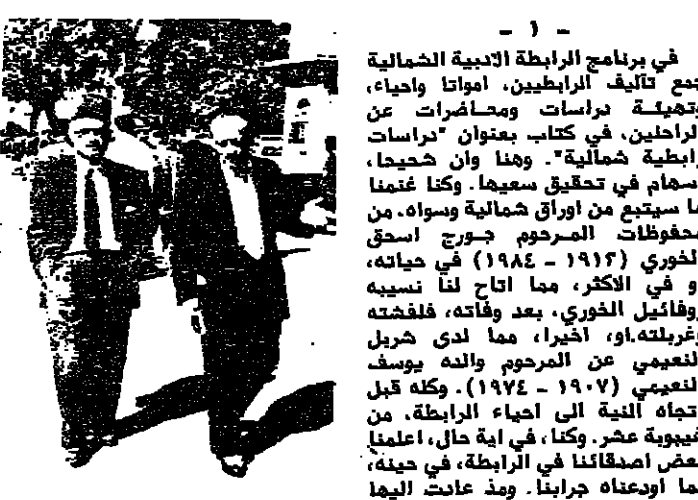 - ١ -
في برنامج الرابطة الادبية الشمالية
جمع تآليف الرابطيين، امواتا واحياء،
وتهيئة دراسات ومحاضرات عن
الراحلين، في كتاب بعنوان "دراسات
رابطية شمالية". وهنا وان شحيحا،
اسهام في تحقيق سعيها. وكنا غنمنا
ما سيتبع من اوراق شمالية وسواه، من
محفوظات المرحوم جورج اسحق
الخوري (١٩١٢ - ١٩٨٤) في حياته،
او في الاكثر، مما اتاح لنا نسيبه
روفائيل الخوري، بعد وفاته، فلفشته
وغربلته.او، اخيرا، مما لدى شربل
النعيمي عن المرحوم والده يوسف
النعيمي (١٩٠٧ - ١٩٧٤). وكله قبل
اتجاه النية الى احياء الرابطة، من
غيبوبة عشر. وكنا، في اية حال، اعلمنا
بعض اصدقائنا في الرابطة، في حينه،
بما اودعناه جرابنا. ومذ عادت اليها